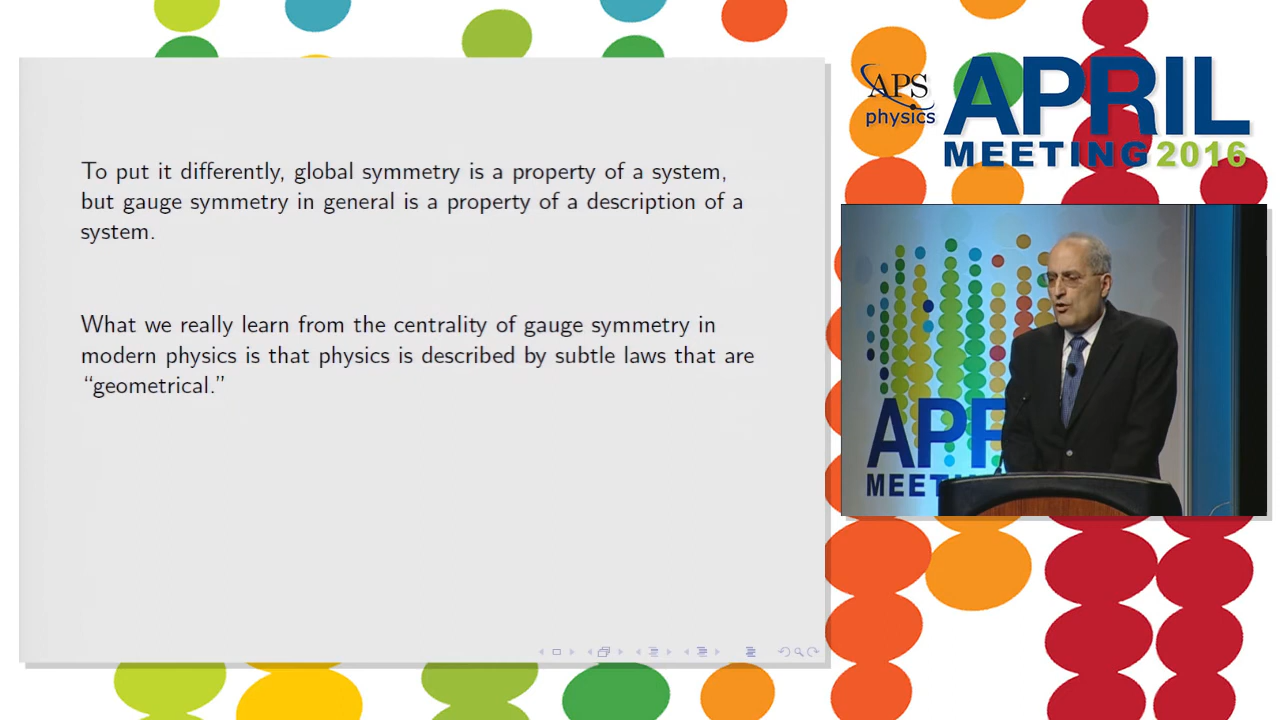 To put it differently, global symmetry is a property of a system,
but gauge symmetry in general is a property of a description of a
system.
What we really learn from the centrality of gauge symmetry in
modern physics is that physics is described by subtle laws that are
“geometrical.”
APS
physics
APRIL
MEETING 2016
AP
MEET